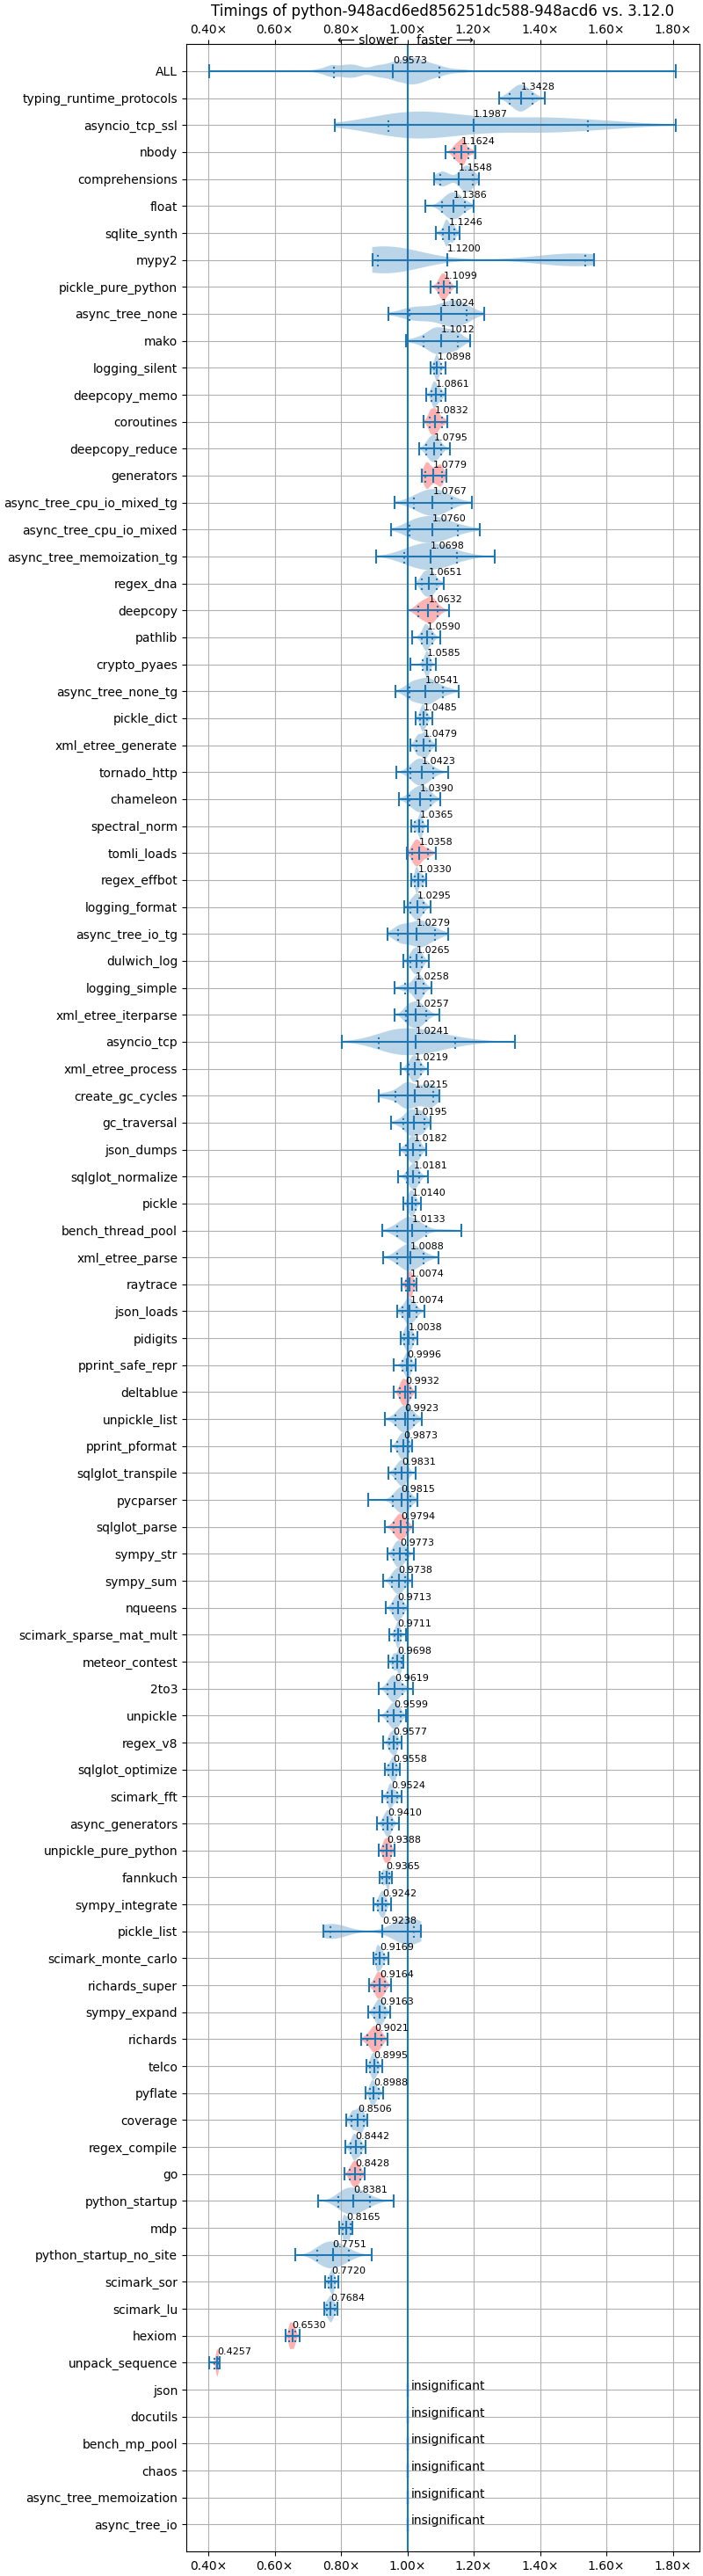 Timings of python-948acd6ed856251dc588-948acd6 vs. 3.12.0
0.40× 0.60× 0.80× 1.00× 1.20× 1.40× 1.60× 1.80×
⟵ slower faster ⟶
ALL 0.9573
typing_runtime_protocols 1.3428
asyncio_tcp_ssl 1.1987
nbody 1.1624
comprehensions 1.1548
float 1.1386
sqlite_synth 1.1246
mypy2 1.1200
pickle_pure_python 1.1099
async_tree_none 1.1024
mako 1.1012
logging_silent 1.0898
deepcopy_memo 1.0861
coroutines 1.0832
deepcopy_reduce 1.0795
generators 1.0779
async_tree_cpu_io_mixed_tg 1.0767
async_tree_cpu_io_mixed 1.0760
async_tree_memoization_tg 1.0698
regex_dna 1.0651
deepcopy 1.0632
pathlib 1.0590
crypto_pyaes 1.0585
async_tree_none_tg 1.0541
pickle_dict 1.0485
xml_etree_generate 1.0479
tornado_http 1.0423
chameleon 1.0390
spectral_norm 1.0365
tomli_loads 1.0358
regex_effbot 1.0330
logging_format 1.0295
async_tree_io_tg 1.0279
dulwich_log 1.0265
logging_simple 1.0258
xml_etree_iterparse 1.0257
asyncio_tcp 1.0241
xml_etree_process 1.0219
create_gc_cycles 1.0215
gc_traversal 1.0195
json_dumps 1.0182
sqlglot_normalize 1.0181
pickle 1.0140
bench_thread_pool 1.0133
xml_etree_parse 1.0088
raytrace 1.0074
json_loads 1.0074
pidigits 1.0038
pprint_safe_repr 0.9996
deltablue 0.9932
unpickle_list 0.9923
pprint_pformat 0.9873
sqlglot_transpile 0.9831
pycparser 0.9815
sqlglot_parse 0.9794
sympy_str 0.9773
sympy_sum 0.9738
nqueens 0.9713
scimark_sparse_mat_mult 0.9711
meteor_contest 0.9698
2to3 0.9619
unpickle 0.9599
regex_v8 0.9577
sqlglot_optimize 0.9558
scimark_fft 0.9524
async_generators 0.9410
unpickle_pure_python 0.9388
fannkuch 0.9365
sympy_integrate 0.9242
pickle_list 0.9238
scimark_monte_carlo 0.9169
richards_super 0.9164
sympy_expand 0.9163
richards 0.9021
telco 0.8995
pyflate 0.8988
coverage 0.8506
regex_compile 0.8442
go 0.8428
python_startup 0.8381
mdp 0.8165
python_startup_no_site 0.7751
scimark_sor 0.7720
scimark_lu 0.7684
hexiom 0.6530
unpack_sequence 0.4257
json insignificant
docutils insignificant
bench_mp_pool insignificant
chaos insignificant
async_tree_memoization insignificant
async_tree_io insignificant
0.40× 0.60× 0.80× 1.00× 1.20× 1.40× 1.60× 1.80×